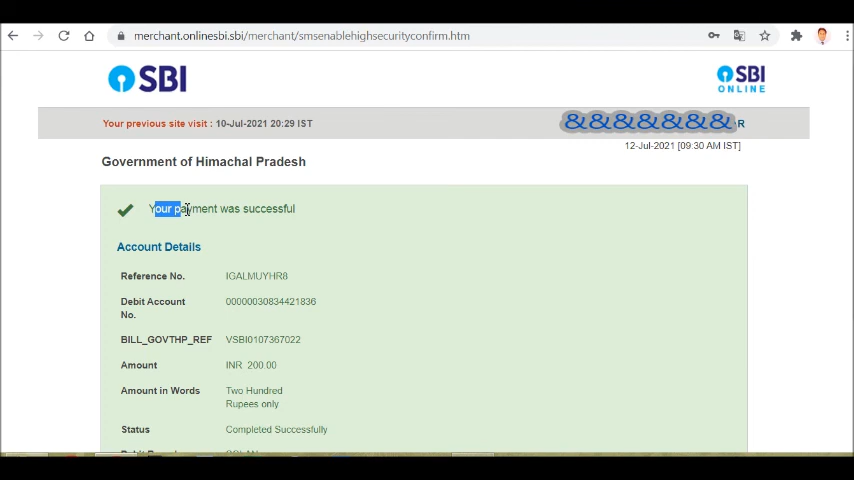 merchant.onlinesbi.sbi/merchant/smsenablehighsecurityconfirm.htm
SBI
SBI
ONLINE
Your previous site visit : 10-Jul-2021 20:29 IST
&&&&&&&R
12-Jul-2021 [09:30 AM IST]
Government of Himachal Pradesh
Your payment was successful
Account Details
Reference No. IGALMUYHR8
Debit Account No. 00000030834421836
BILL_GOVTHP_REF VSBI0107367022
Amount INR 200.00
Amount in Words Two Hundred
Rupees only
Status Completed Successfully